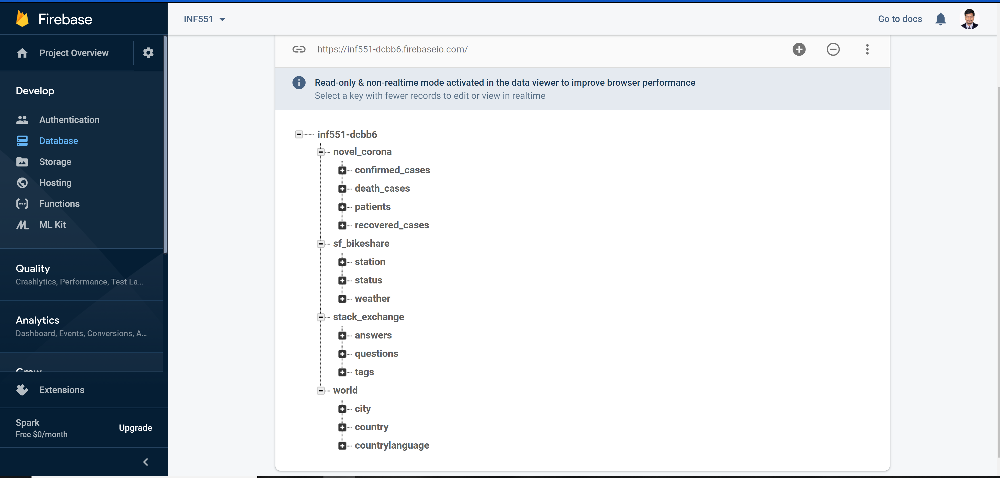 Firebase
Project Overview
Develop
Authentication
Database
Storage
Hosting
Functions
ML Kit
Quality
Crashlytics, Performance, Test La...
Analytics
Dashboard, Events, Conversions, A...
Grow
Extensions
Spark
Free $0/month
Upgrade
INF551
Go to docs
https://inf551-dcbb6.firebaseio.com/
Read-only & non-realtime mode activated in the data viewer to improve browser performance
Select a key with fewer records to edit or view in realtime
inf551-dcbb6
novel_corona
confirmed_cases
death_cases
patients
recovered_cases
sf_bikeshare
station
status
weather
stack_exchange
answers
questions
tags
world
city
country
countrylanguage